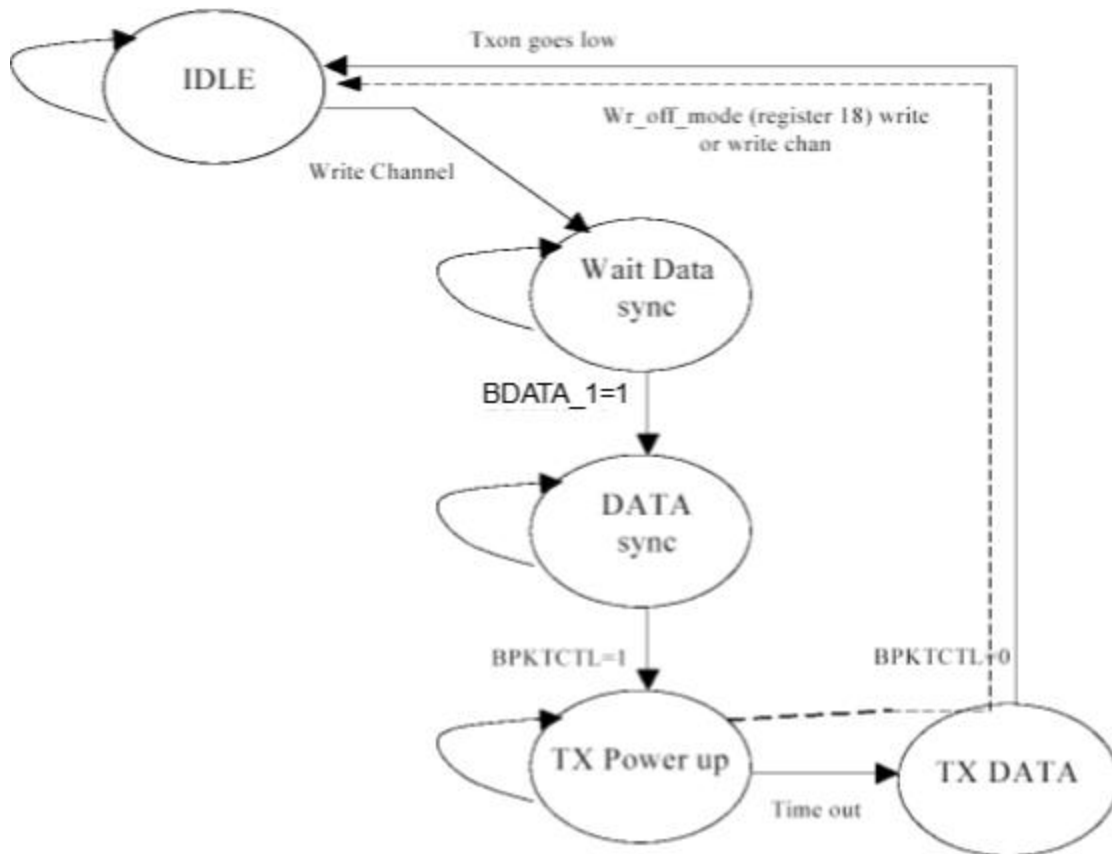 Txon goes low
IDLE
Wr_off_mode (register 18) write
or write chan
Write Channel
Wait Data
sync
BDATA_1=1
DATA
sync
BPKTCTL=1
BPKTCTL=0
TX Power up
TX DATA
Time out